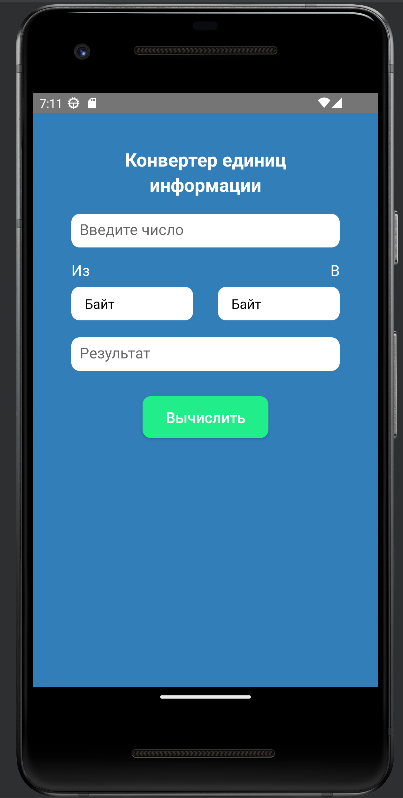 7:11
Конвертер единиц
информации
Введите число
Из В
Байт Байт
Результат
Вычислить